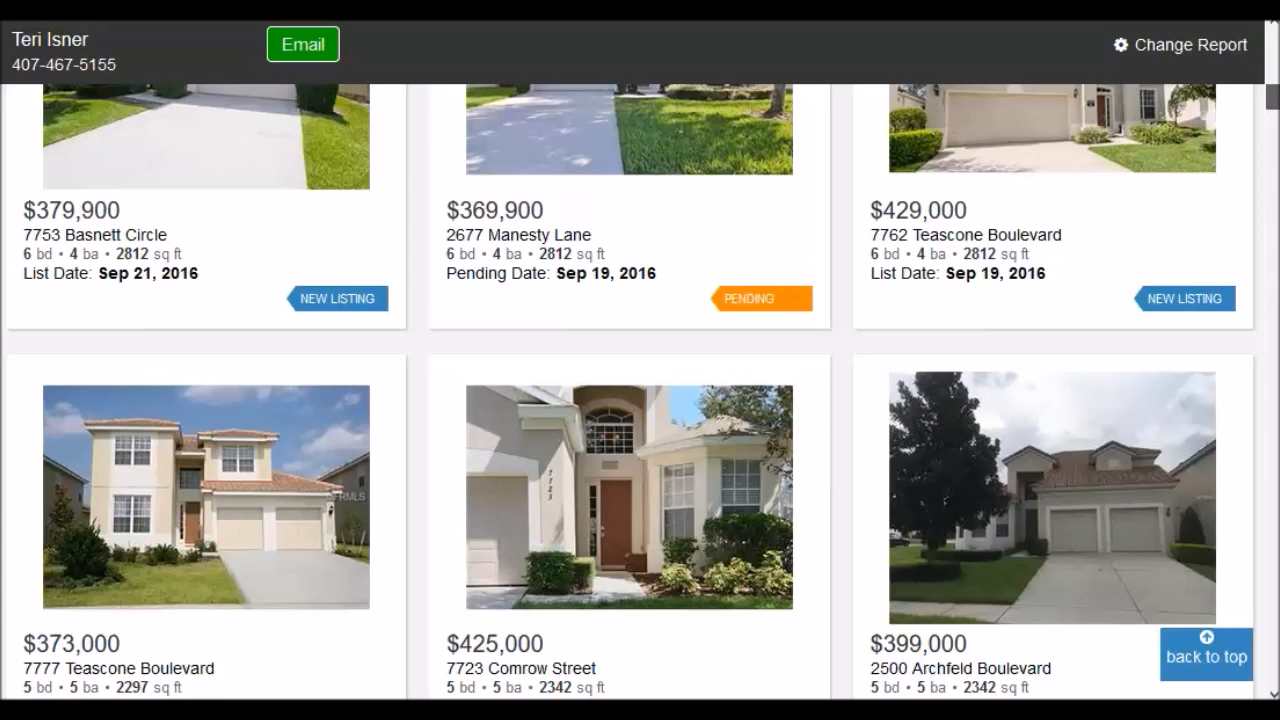 Teri Isner
407-467-5155
Email
Change Report
$379,900
7753 Basnett Circle
6 bd • 4 ba • 2812 sq ft
List Date: Sep 21, 2016
NEW LISTING
$369,900
2677 Manesty Lane
6 bd • 4 ba • 2812 sq ft
Pending Date: Sep 19, 2016
PENDING
$429,000
7762 Teascone Boulevard
6 bd • 4 ba • 2812 sq ft
List Date: Sep 19, 2016
NEW LISTING
$373,000
7777 Teascone Boulevard
5 bd • 5 ba • 2297 sq ft
7723
$425,000
7723 Comrow Street
5 bd • 5 ba • 2342 sq ft
$399,000
2500 Archfeld Boulevard
5 bd • 5 ba • 2342 sq ft
back to top